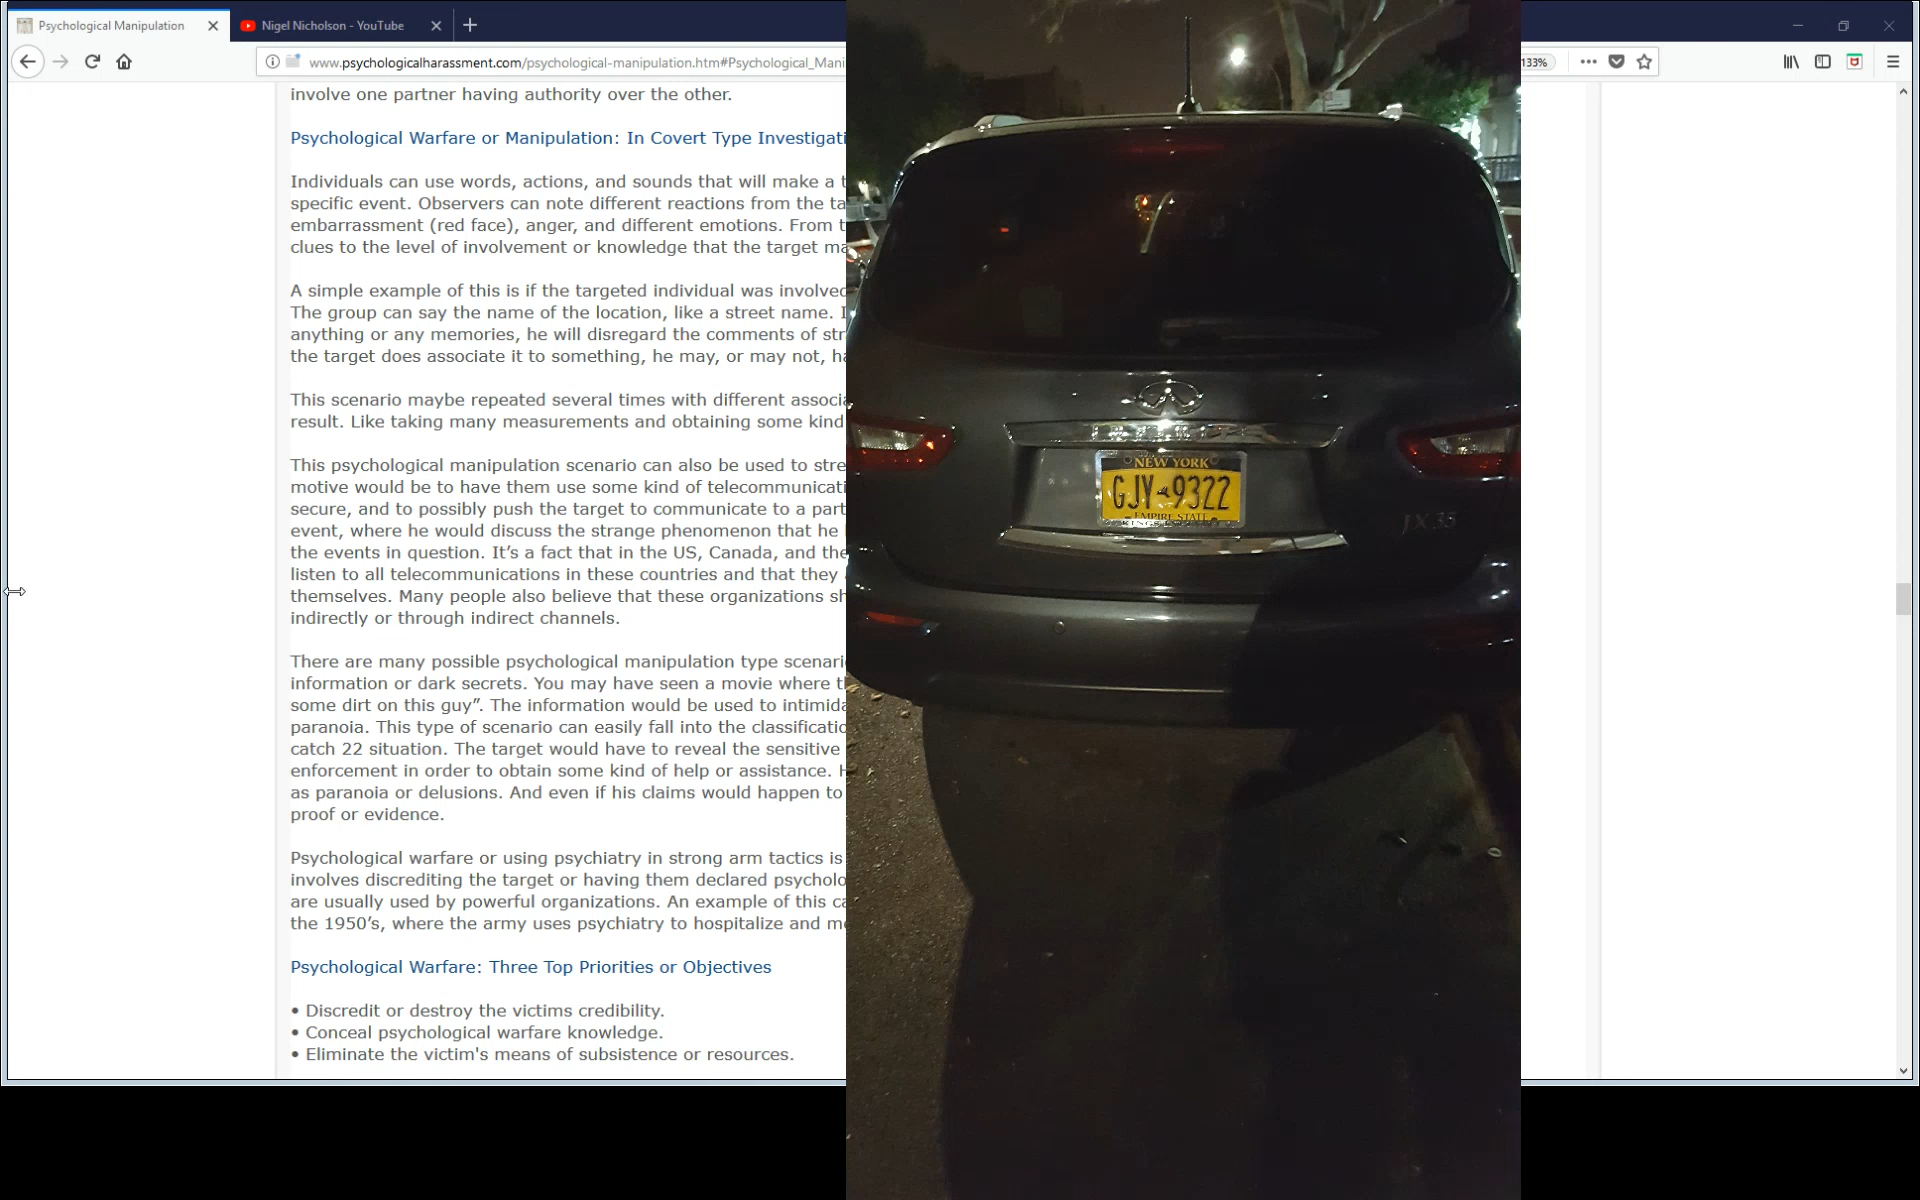 Psychological Manipulation
Nigel Nicholson - YouTube
www.psychologicalharassment.com/psychological-manipulation.htm#Psychological_Mani
133%
involve one partner having authority over the other.
Psychological Warfare or Manipulation: In Covert Type Investigati
Individuals can use words, actions, and sounds that will make a t
specific event. Observers can note different reactions from the ta
embarrassment (red face), anger, and different emotions. From t
clues to the level of involvement or knowledge that the target ma
A simple example of this is if the targeted individual was involved
The group can say the name of the location, like a street name. I
anything or any memories, he will disregard the comments of str
the target does associate it to something, he may, or may not, ha
This scenario maybe repeated several times with different associa
result. Like taking many measurements and obtaining some kind
This psychological manipulation scenario can also be used to stre
motive would be to have them use some kind of telecommunicati
secure, and to possibly push the target to communicate to a part
event, where he would discuss the strange phenomenon that he
the events in question. It's a fact that in the US, Canada, and the
listen to all telecommunications in these countries and that they
themselves. Many people also believe that these organizations sh
indirectly or through indirect channels.
There are many possible psychological manipulation type scenari
information or dark secrets. You may have seen a movie where th
some dirt on this guy”. The information would be used to intimida
paranoia. This type of scenario can easily fall into the classificatio
catch 22 situation. The target would have to reveal the sensitive
enforcement in order to obtain some kind of help or assistance. H
as paranoia or delusions. And even if his claims would happen to
proof or evidence.
Psychological warfare or using psychiatry in strong arm tactics is
involves discrediting the target or having them declared psycholo
are usually used by powerful organizations. An example of this ca
the 1950's, where the army uses psychiatry to hospitalize and me
Psychological Warfare: Three Top Priorities or Objectives
• Discredit or destroy the victims credibility.
• Conceal psychological warfare knowledge.
• Eliminate the victim's means of subsistence or resources.
NEW YORK
GJY-9322
EMPIRE STATE
JX35